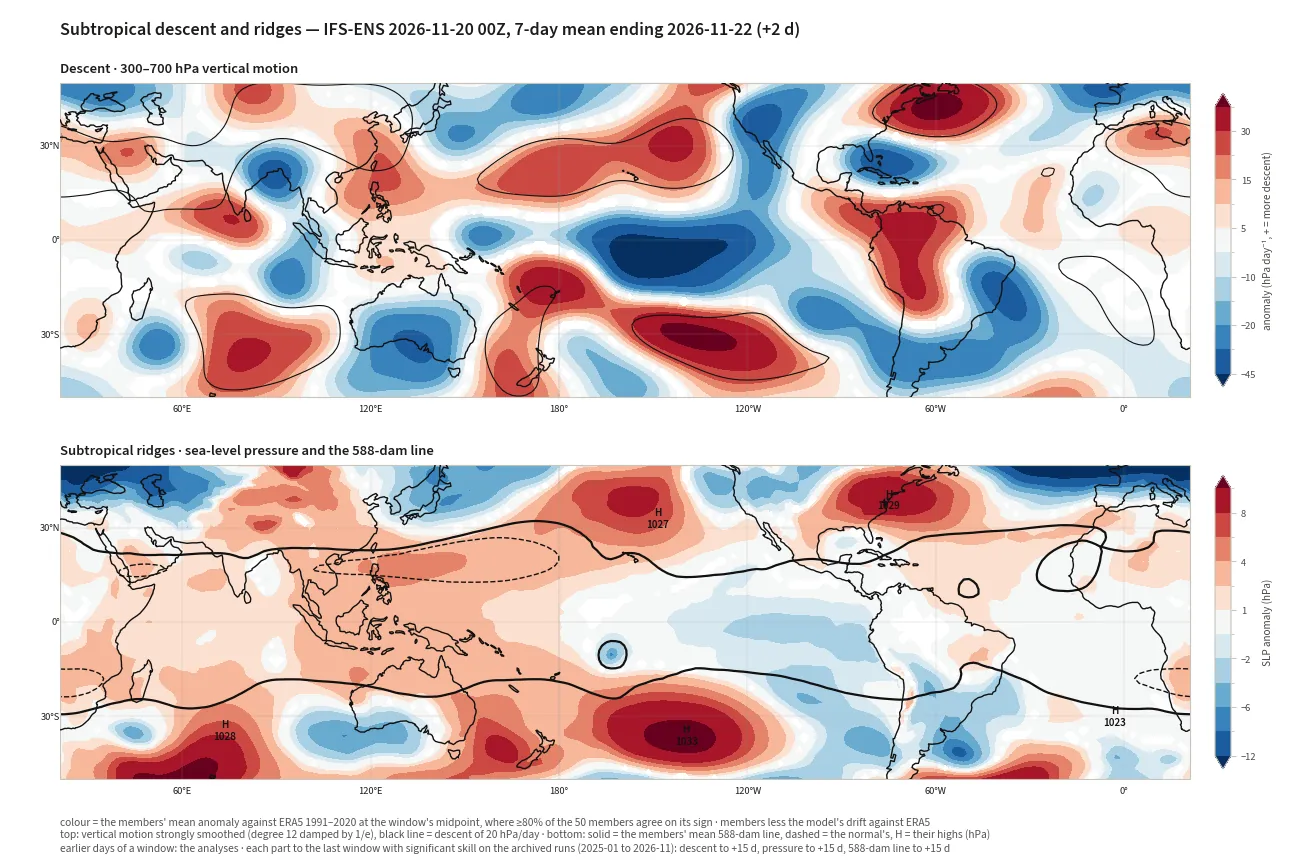 Subtropical descent and ridges — IFS-ENS 2026-11-20 00Z, 7-day mean ending 2026-11-22 (+2 d)
Descent · 300–700 hPa vertical motion
30°N
0°
30°S
60°E
120°E
180°
120°W
60°W
0°
30
15
5
−10
−20
−45
anomaly (hPa day⁻¹, + = more descent)
Subtropical ridges · sea-level pressure and the 588-dam line
30°N
0°
30°S
H
1027
H
1029
H
1028
H
1033
H
1023
60°E
120°E
180°
120°W
60°W
0°
8
4
1
−2
−6
−12
SLP anomaly (hPa)
colour = the members' mean anomaly against ERA5 1991–2020 at the window's midpoint, where ≥80% of the 50 members agree on its sign · members less the model's drift against ERA5
top: vertical motion strongly smoothed (degree 12 damped by 1/e), black line = descent of 20 hPa/day · bottom: solid = the members' mean 588-dam line, dashed = the normal's, H = their highs (hPa)
earlier days of a window: the analyses · each part to the last window with significant skill on the archived runs (2025-01 to 2026-11): descent to +15 d, pressure to +15 d, 588-dam line to +15 d